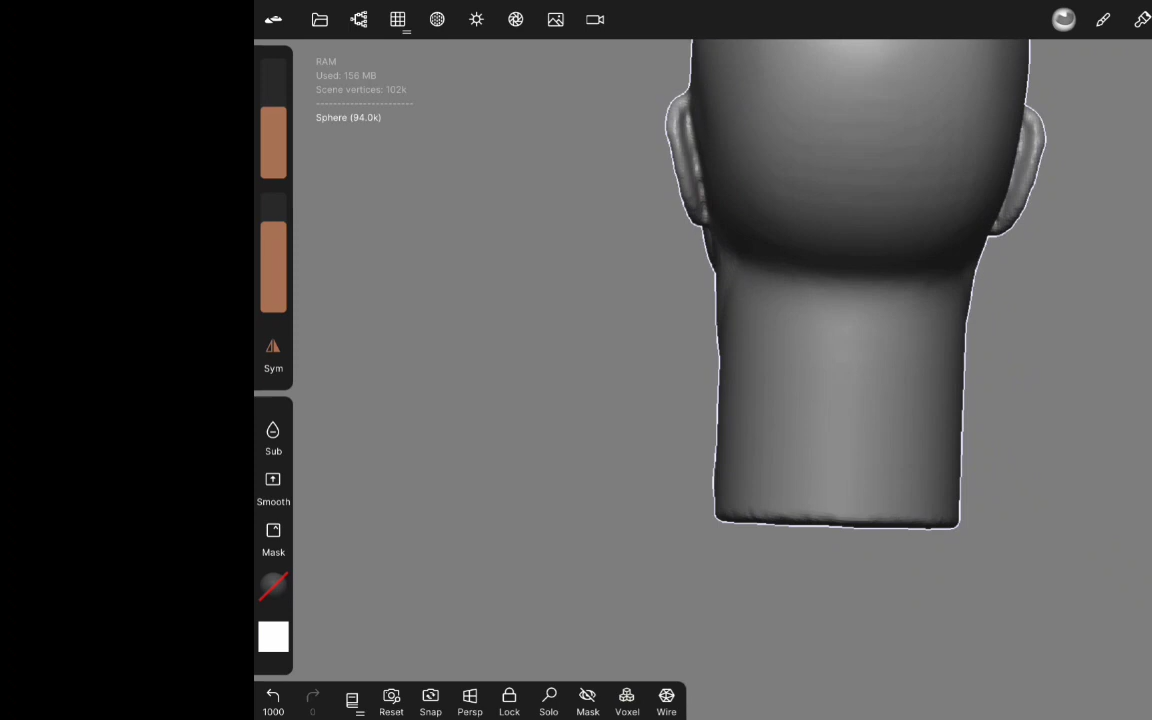 RAM
Used: 156 MB
Scene vertices: 102k
--------------------
Sphere (94.0k)
Sym
Sub
Smooth
Mask
1000
0
Reset
Snap
Persp
Lock
Solo
Mask
Voxel
Wire